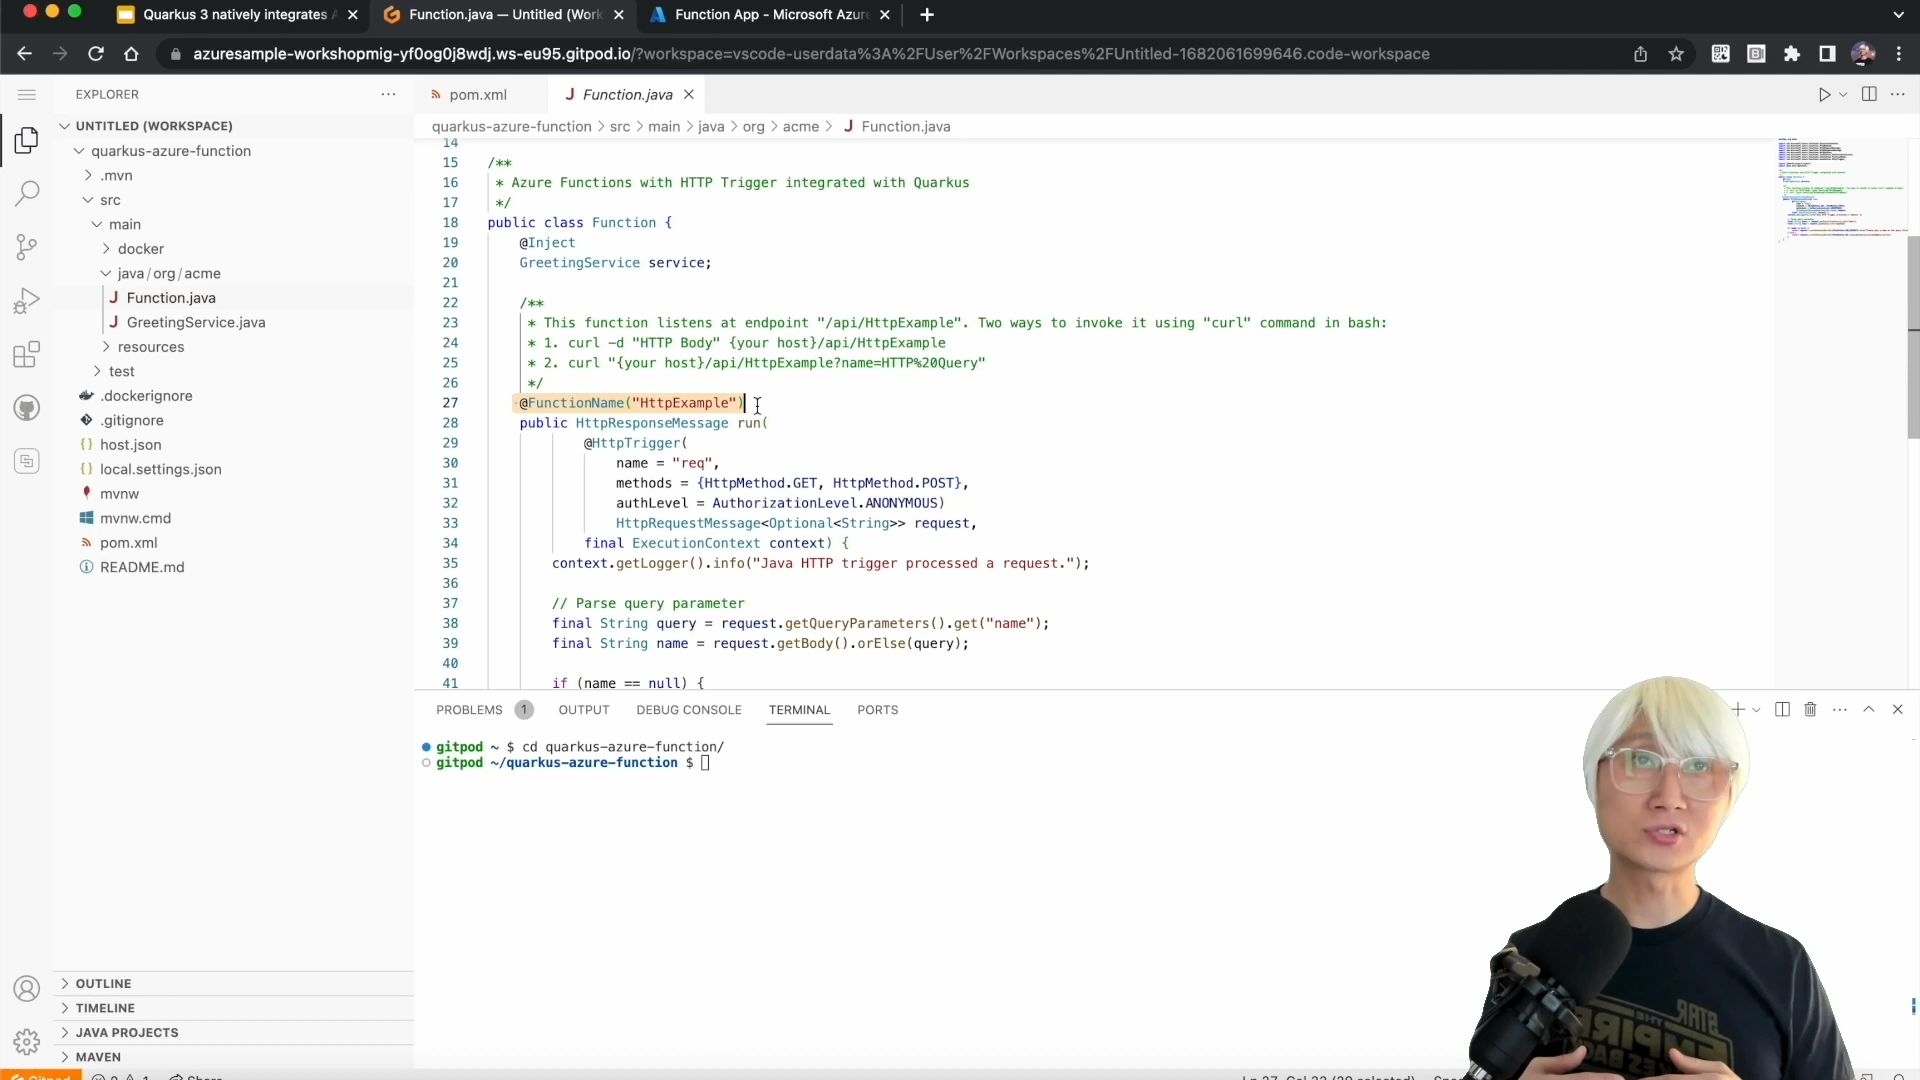 Quarkus 3 natively integrates
Function.java — Untitled (Work
Function App - Microsoft Azur
azuresample-workshopmig-yf0og0j8wdj.ws-eu95.gitpod.io/?workspace=vscode-userdata%3A%2FUser%2FWorkspaces%2FUntitled-1682061699646.code-workspace
EXPLORER
pom.xml
Function.java
UNTITLED (WORKSPACE)
quarkus-azure-function > src > main > java > org > acme > Function.java
quarkus-azure-function
.mvn
src
main
docker
java/org/acme
Function.java
GreetingService.java
resources
test
.dockerignore
.gitignore
host.json
local.settings.json
mvnw
mvnw.cmd
pom.xml
README.md
OUTLINE
TIMELINE
JAVA PROJECTS
MAVEN
14
15 /**
16 * Azure Functions with HTTP Trigger integrated with Quarkus
17 */
18 public class Function {
19 @Inject
20 GreetingService service;
21
22 /**
23 * This function listens at endpoint "/api/HttpExample". Two ways to invoke it using "curl" command in bash:
24 * 1. curl -d "HTTP Body" {your host}/api/HttpExample
25 * 2. curl "{your host}/api/HttpExample?name=HTTP%20Query"
26 */
27 @FunctionName("HttpExample")
28 public HttpResponseMessage run(
29 @HttpTrigger(
30 name = "req",
31 methods = {HttpMethod.GET, HttpMethod.POST},
32 authLevel = AuthorizationLevel.ANONYMOUS)
33 HttpRequestMessage<Optional<String>> request,
34 final ExecutionContext context) {
35 context.getLogger().info("Java HTTP trigger processed a request.");
36
37 // Parse query parameter
38 final String query = request.getQueryParameters().get("name");
39 final String name = request.getBody().orElse(query);
40
41 if (name == null) {
PROBLEMS 1 OUTPUT DEBUG CONSOLE TERMINAL PORTS
gitpod ~ $ cd quarkus-azure-function/
gitpod ~/quarkus-azure-function $
STAR
THE
Gitpod
Share